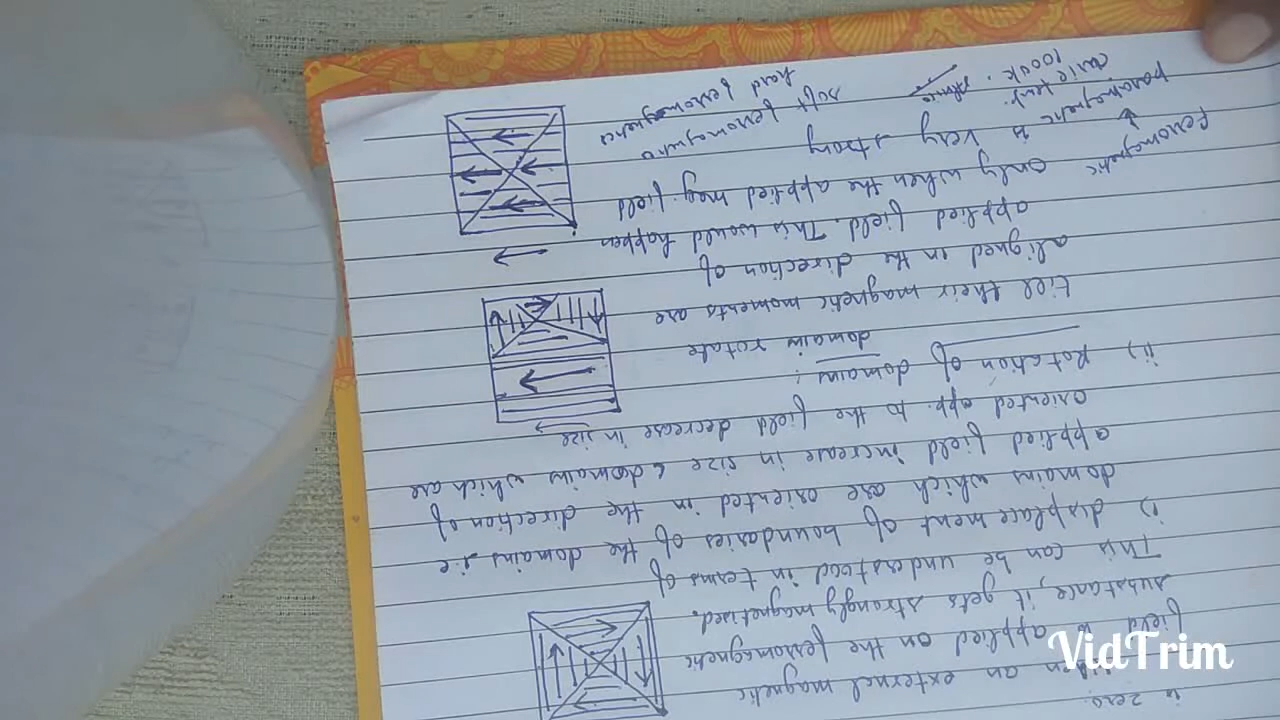 is zero.
When an external magnetic
field is applied on the ferromagnetic
substance, it gets strongly magnetised.
This can be understood in terms of
i) displacement of boundaries of the domains i.e
domains which are oriented in the direction of
applied field increase in size & domains which are
oriented opp. to the field decrease in size
ii) Rotation of domains:
domain rotate
till their magnetic moments are
aligned in the direction of
applied field. This would happen
only when the applied mag. field
is very strong
Ferromagnetic
paramagnetic
soft ferromagnetic
curie temp.
1000k.
hard ferromagnetic
VidTrim